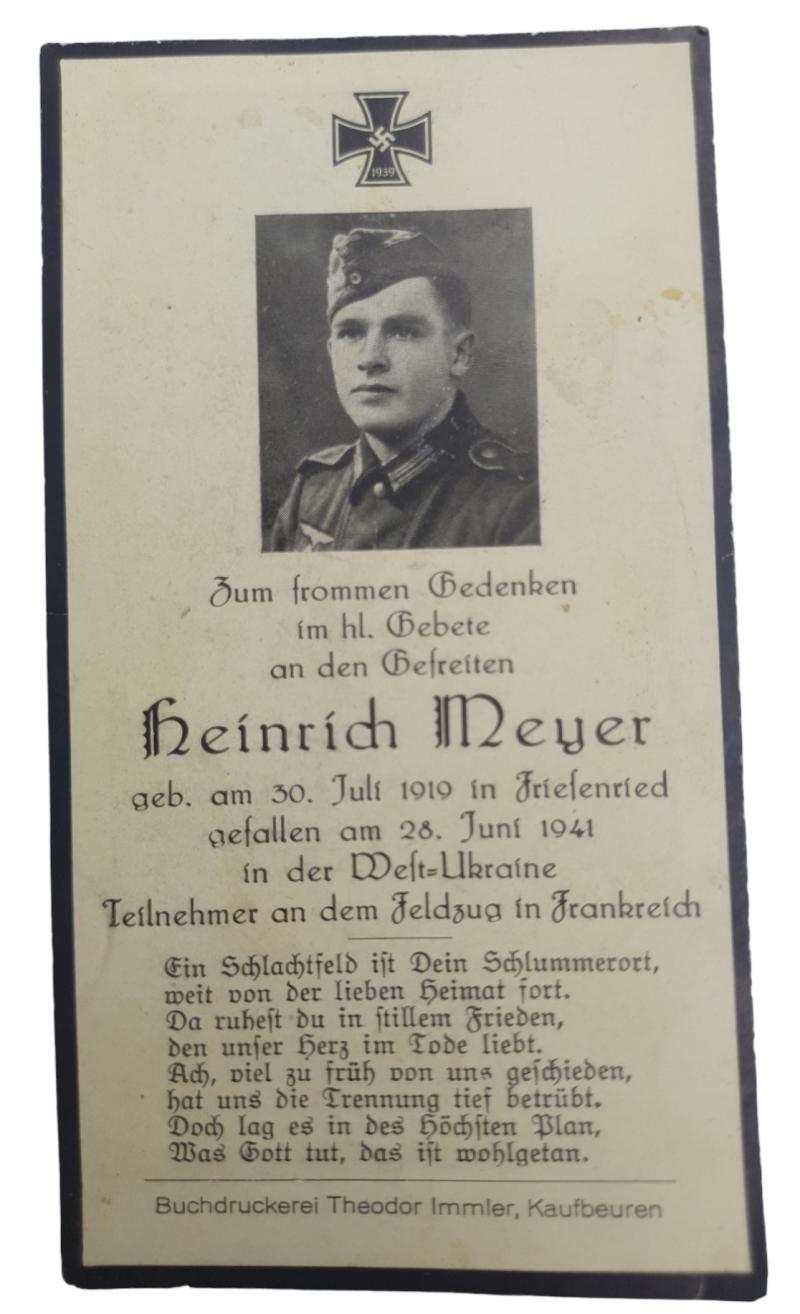 1939
Zum frommen Gedenken
im hl. Gebete
an den Gefreiten
Heinrich Meyer
geb. am 30. Juli 1919 in Friesenried
gefallen am 28. Juni 1941
in der West-Ukraine
Teilnehmer an dem Feldzug in Frankreich
Ein Schlachtfeld ist Dein Schlummerort,
weit von der lieben Heimat fort.
Da ruhest du in stillem Frieden,
den unser Herz im Tode liebt.
Ach, viel zu früh von uns geschieden,
hat uns die Trennung tief betrübt.
Doch lag es in des Höchsten Plan,
Was Gott tut, das ist wohlgetan.
Buchdruckerei Theodor Immler, Kaufbeuren